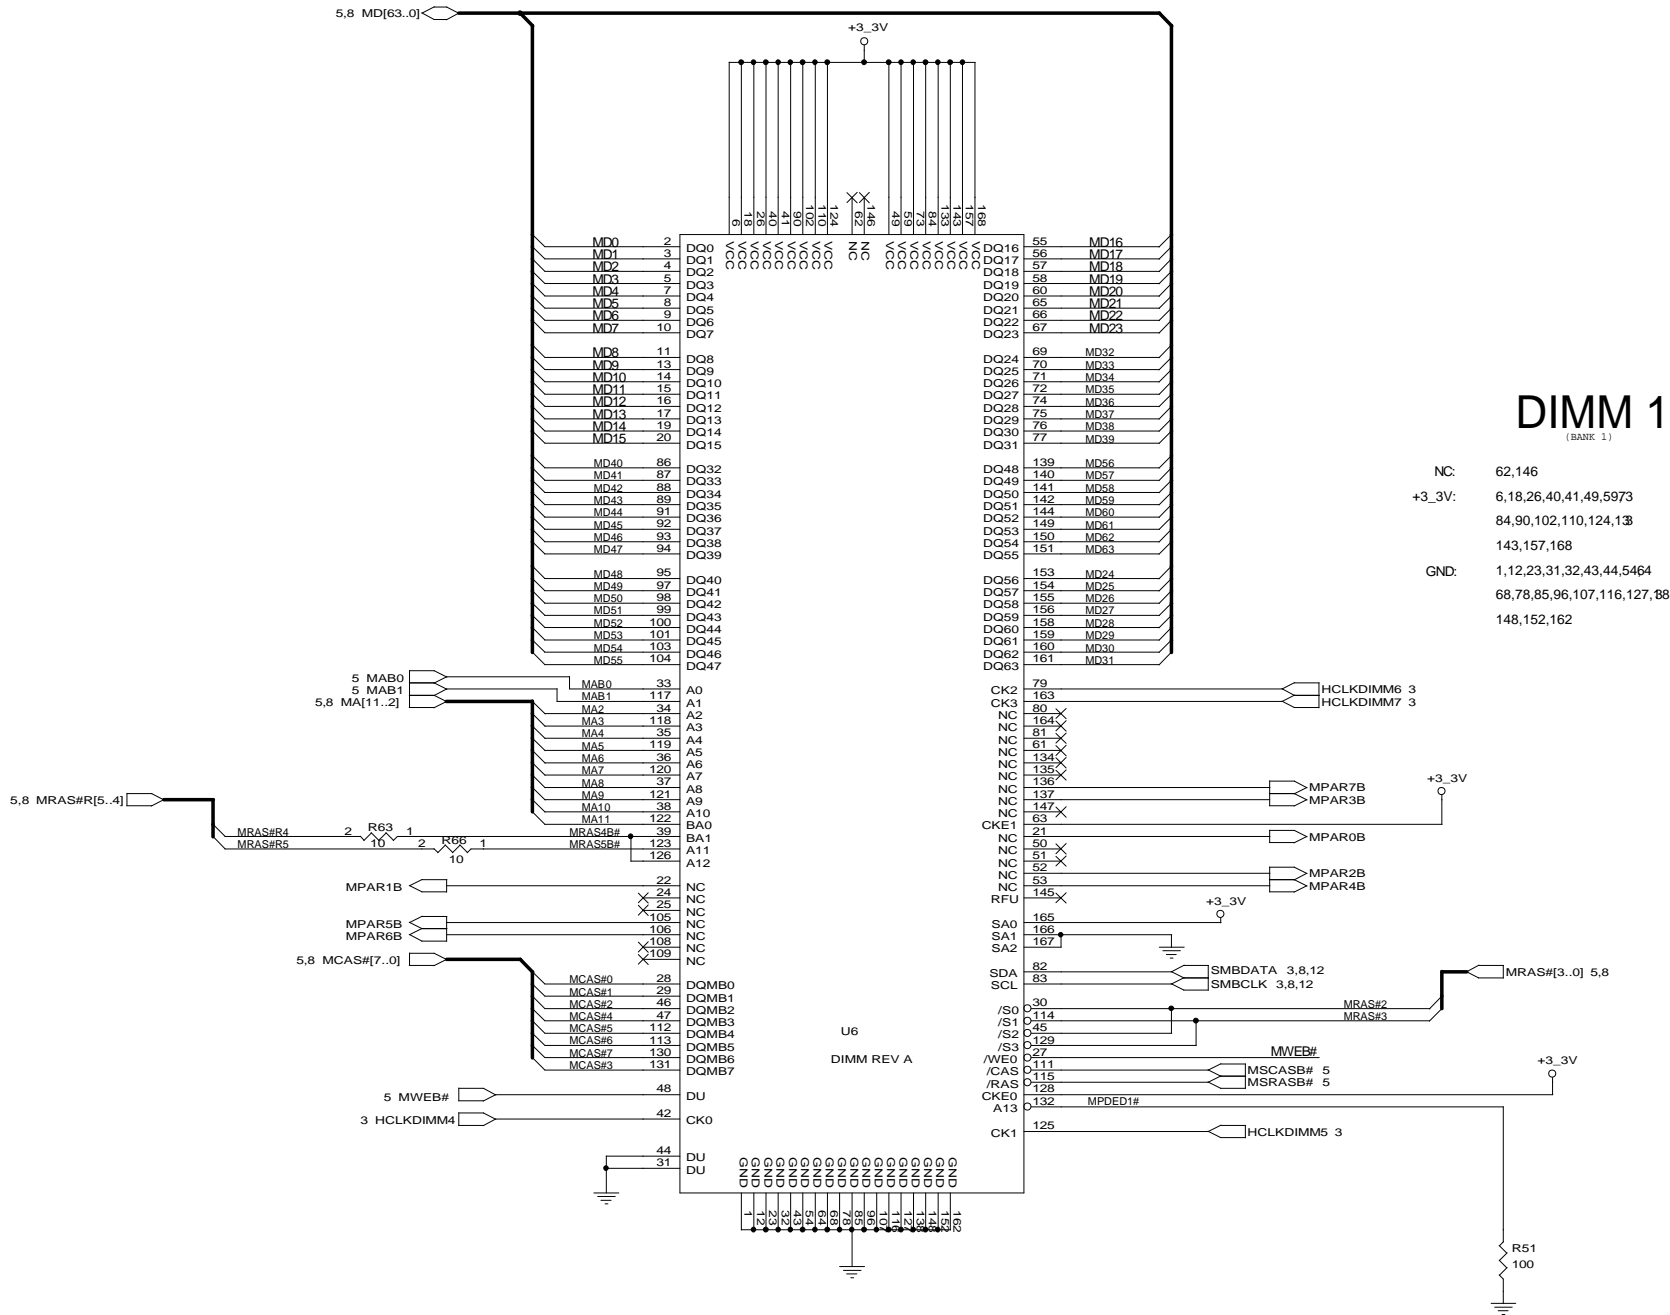 5,8 MD[63..0]
+3_3V
6 18 26 40 41 90 102 110 124 62 146 49 59 73 84 133 143 157 168
VCC VCC VCC VCC VCC VCC VCC VCC VCC NC NC VCC VCC VCC VCC VCC VCC VCC VCC
MD0 2 DQ0
MD1 3 DQ1
MD2 4 DQ2
MD3 5 DQ3
MD4 7 DQ4
MD5 8 DQ5
MD6 9 DQ6
MD7 10 DQ7
MD8 11 DQ8
MD9 13 DQ9
MD10 14 DQ10
MD11 15 DQ11
MD12 16 DQ12
MD13 17 DQ13
MD14 19 DQ14
MD15 20 DQ15
MD40 86 DQ32
MD41 87 DQ33
MD42 88 DQ34
MD43 89 DQ35
MD44 91 DQ36
MD45 92 DQ37
MD46 93 DQ38
MD47 94 DQ39
MD48 95 DQ40
MD49 97 DQ41
MD50 98 DQ42
MD51 99 DQ43
MD52 100 DQ44
MD53 101 DQ45
MD54 103 DQ46
MD55 104 DQ47
5 MAB0
5 MAB1
5,8 MA[11..2]
MAB0 33 A0
MAB1 117 A1
MA2 34 A2
MA3 118 A3
MA4 35 A4
MA5 119 A5
MA6 36 A6
MA7 120 A7
MA8 37 A8
MA9 121 A9
MA10 38 A10
MA11 122 BA0
5,8 MRAS#R[5..4]
MRAS#R4 2 R63 1 MRAS4B# 39 BA1
10
MRAS#R5 2 R66 1 MRAS5B# 123 A11
10
126 A12
MPAR1B 22 NC
24 NC
25 NC
MPAR5B 105 NC
MPAR6B 106 NC
108 NC
109 NC
5,8 MCAS#[7..0]
MCAS#0 28 DQMB0
MCAS#1 29 DQMB1
MCAS#2 46 DQMB2
MCAS#4 47 DQMB3
MCAS#5 112 DQMB4
MCAS#6 113 DQMB5
MCAS#7 130 DQMB6
MCAS#3 131 DQMB7
5 MWEB# 48 DU
3 HCLKDIMM4 42 CK0
44 DU
31 DU
U6
DIMM REV A
DQ16 55 MD16
DQ17 56 MD17
DQ18 57 MD18
DQ19 58 MD19
DQ20 60 MD20
DQ21 65 MD21
DQ22 66 MD22
DQ23 67 MD23
DQ24 69 MD32
DQ25 70 MD33
DQ26 71 MD34
DQ27 72 MD35
DQ28 74 MD36
DQ29 75 MD37
DQ30 76 MD38
DQ31 77 MD39
DQ48 139 MD56
DQ49 140 MD57
DQ50 141 MD58
DQ51 142 MD59
DQ52 144 MD60
DQ53 149 MD61
DQ54 150 MD62
DQ55 151 MD63
DQ56 153 MD24
DQ57 154 MD25
DQ58 155 MD26
DQ59 156 MD27
DQ60 158 MD28
DQ61 159 MD29
DQ62 160 MD30
DQ63 161 MD31
CK2 79 HCLKDIMM6 3
CK3 163 HCLKDIMM7 3
NC 80
NC 164
NC 81
NC 61
NC 134
NC 135
NC 136 MPAR7B
NC 137 MPAR3B
NC 147
CKE1 63 +3_3V
NC 21 MPAR0B
NC 50
NC 51
NC 52 MPAR2B
NC 53 MPAR4B
RFU 145
+3_3V
SA0 165
SA1 166
SA2 167
SDA 82 SMBDATA 3,8,12
SCL 83 SMBCLK 3,8,12
MRAS#[3..0] 5,8
/S0 30 MRAS#2
/S1 114 MRAS#3
/S2 45
/S3 129
/WE0 27 MWEB#
/CAS 111 MSCASB# 5
/RAS 115 MSRASB# 5
CKE0 128 +3_3V
A13 132 MPDED1#
CK1 125 HCLKDIMM5 3
R51
100
GND GND GND GND GND GND GND GND GND GND GND GND GND GND GND GND GND GND
1 12 23 32 43 54 64 68 78 85 96 107 116 127 138 148 152 162
DIMM 1
(BANK 1)
NC: 62,146
+3_3V: 6,18,26,40,41,49,5973
84,90,102,110,124,13
143,157,168
GND: 1,12,23,31,32,43,44,5464
68,78,85,96,107,116,127,
148,152,162